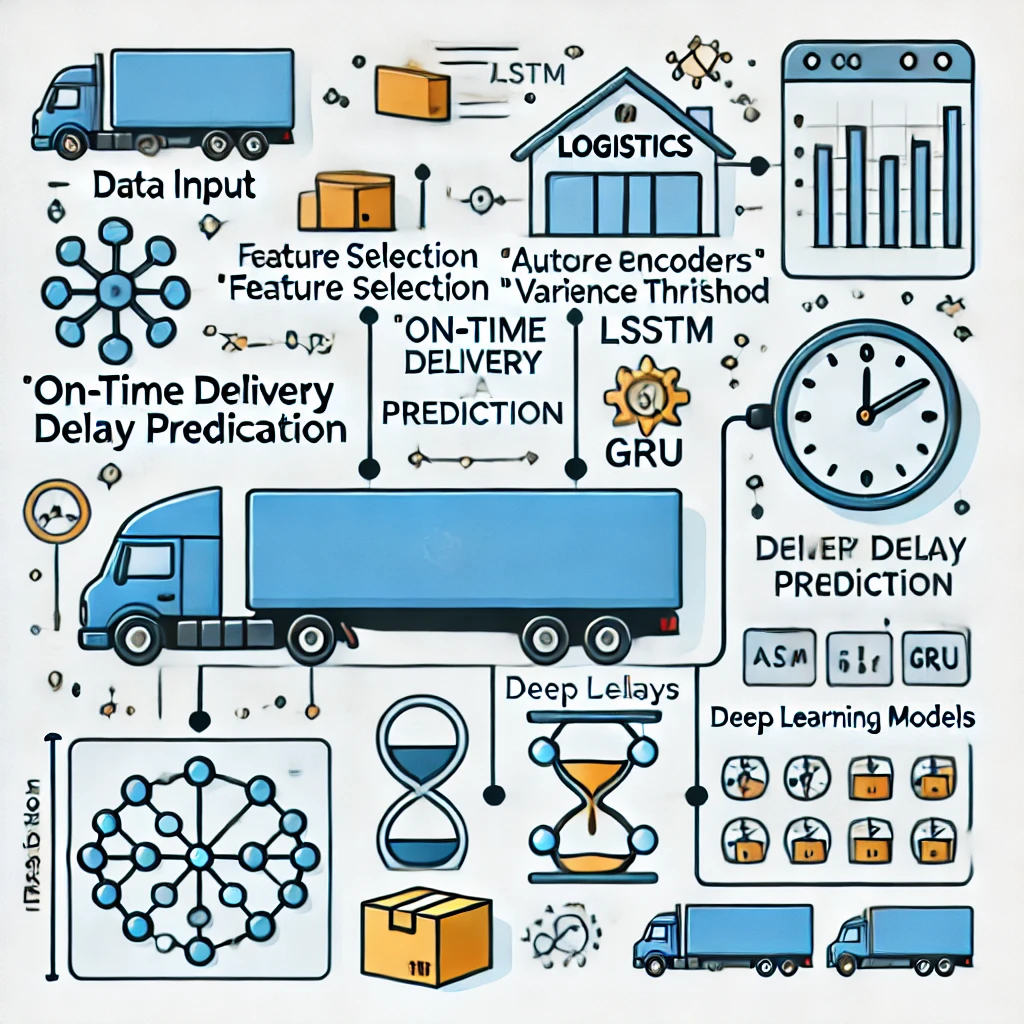 LSTM
LOGISTICS
Data Input
Feature Selection
"Feature Selection
"Autore encoders"
"Varience Thrishod
"On-Time Delivery
Delay Predication
"ON-TIME
DELIVERY
PREDICTION
LSSTM
GRU
DELAY
PREDICTION
ASM
GRU
Deep Lellays
Deep Learning Models